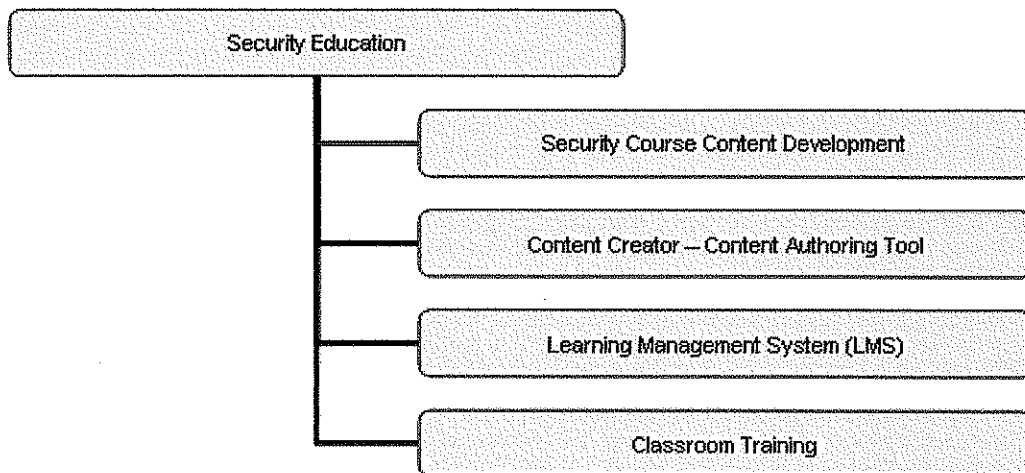 Security Education
Security Course Content Development
Content Creator – Content Authoring Tool
Learning Management System (LMS)
Classroom Training